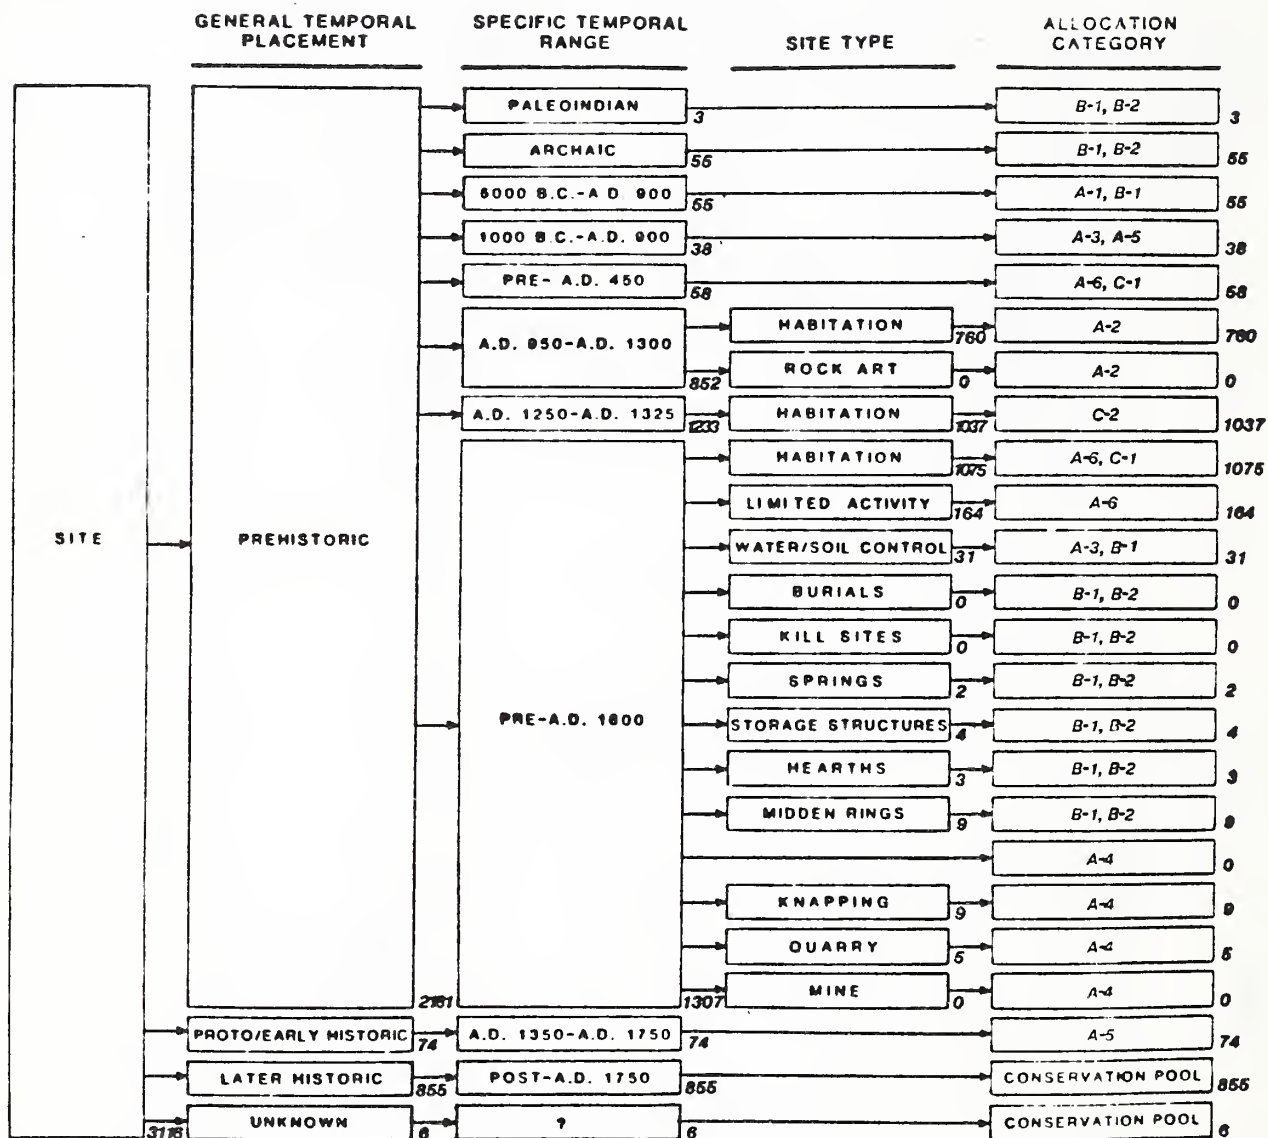 GENERAL TEMPORAL PLACEMENT
SPECIFIC TEMPORAL RANGE
SITE TYPE
ALLOCATION CATEGORY
PALEOINDIAN 3 B-1, B-2 3
ARCHAIC 55 B-1, B-2 55
6000 B.C.-A.D. 900 55 A-1, B-1 55
1000 B.C.-A.D. 900 38 A-3, A-5 38
PRE- A.D. 450 58 A-6, C-1 58
A.D. 950-A.D. 1300 852
HABITATION 760 A-2 760
ROCK ART 0 A-2 0
A.D. 1250-A.D. 1325 1233 HABITATION 1037 C-2 1037
HABITATION 1075 A-6, C-1 1075
LIMITED ACTIVITY 164 A-6 164
SITE 3116
PREHISTORIC 2181
WATER/SOIL CONTROL 31 A-3, B-1 31
BURIALS 0 B-1, B-2 0
KILL SITES 0 B-1, B-2 0
SPRINGS 2 B-1, B-2 2
PRE-A.D. 1600 1307
STORAGE STRUCTURES 4 B-1, B-2 4
HEARTHS 3 B-1, B-2 3
MIDDEN RINGS 9 B-1, B-2 9
A-4 0
KNAPPING 9 A-4 9
QUARRY 5 A-4 5
MINE 0 A-4 0
PROTO/EARLY HISTORIC 74 A.D. 1350-A.D. 1750 74 A-5 74
LATER HISTORIC 855 POST-A.D. 1750 855 CONSERVATION POOL 855
UNKNOWN 6 ? 6 CONSERVATION POOL 6